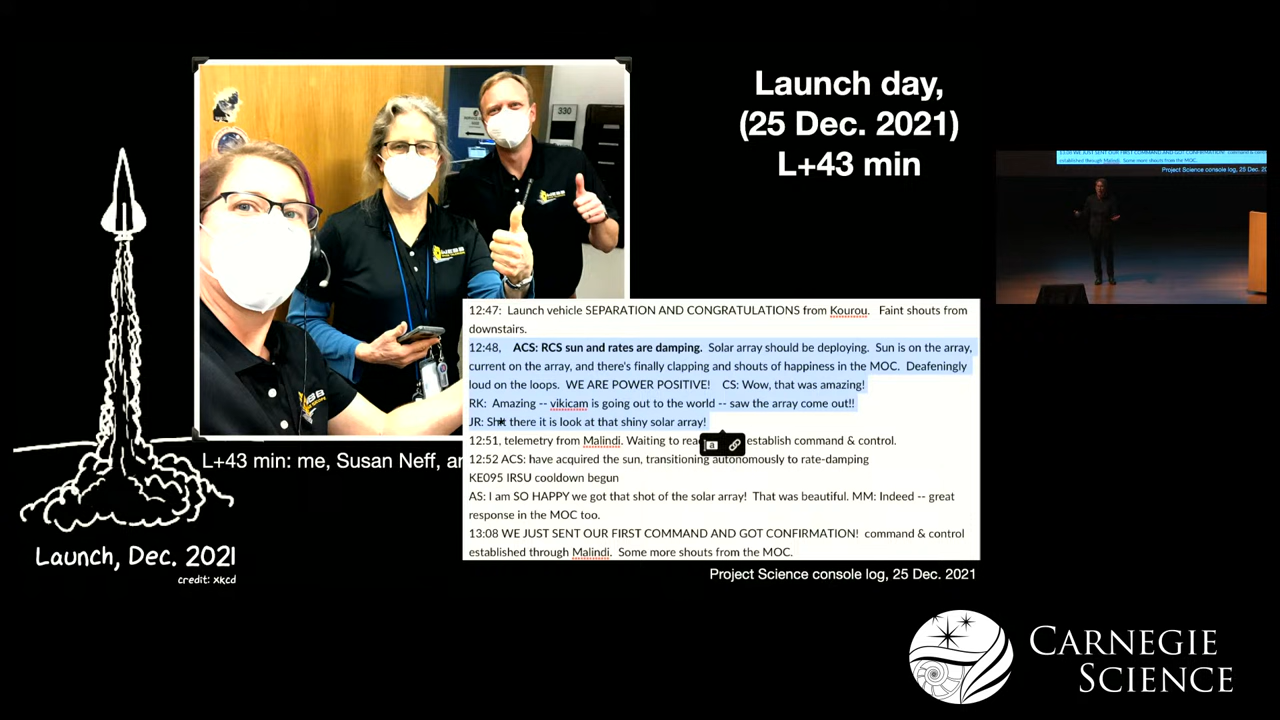 Launch day,
(25 Dec. 2021)
L+43 min
330
12:47: Launch vehicle SEPARATION AND CONGRATULATIONS from Kourou. Faint shouts from
downstairs.
12:48, ACS: RCS sun and rates are damping. Solar array should be deploying. Sun is on the array,
current on the array, and there's finally clapping and shouts of happiness in the MOC. Deafeningly
loud on the loops. WE ARE POWER POSITIVE! CS: Wow, that was amazing!
RK: Amazing -- vikicam is going out to the world -- saw the array come out!!
JR: Sh*t there it is look at that shiny solar array!
12:51, telemetry from Malindi. Waiting to establish command & control.
12:52 ACS: have acquired the sun, transitioning autonomously to rate-damping
KE095 IRSU cooldown begun
AS: I am SO HAPPY we got that shot of the solar array! That was beautiful. MM: Indeed -- great
response in the MOC too.
13:08 WE JUST SENT OUR FIRST COMMAND AND GOT CONFIRMATION! command & control
established through Malindi. Some more shouts from the MOC.
L+43 min: me, Susan Neff,
Project Science console log, 25 Dec. 2021
Launch, Dec. 2021
credit: xkcd
CARNEGIE
SCIENCE